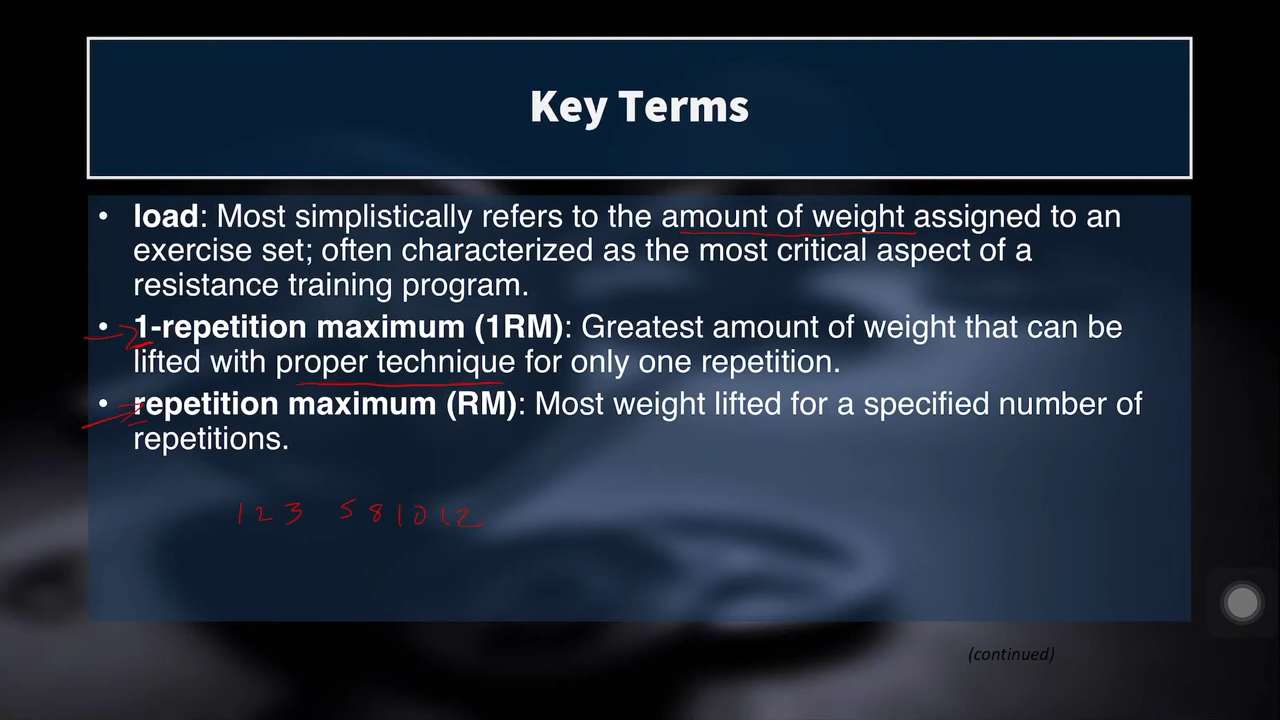 Key Terms
• load: Most simplistically refers to the amount of weight assigned to an
exercise set; often characterized as the most critical aspect of a
resistance training program.
• 1-repetition maximum (1RM): Greatest amount of weight that can be
lifted with proper technique for only one repetition.
• repetition maximum (RM): Most weight lifted for a specified number of
repetitions.
1 2 3 5 8 10 12
(continued)